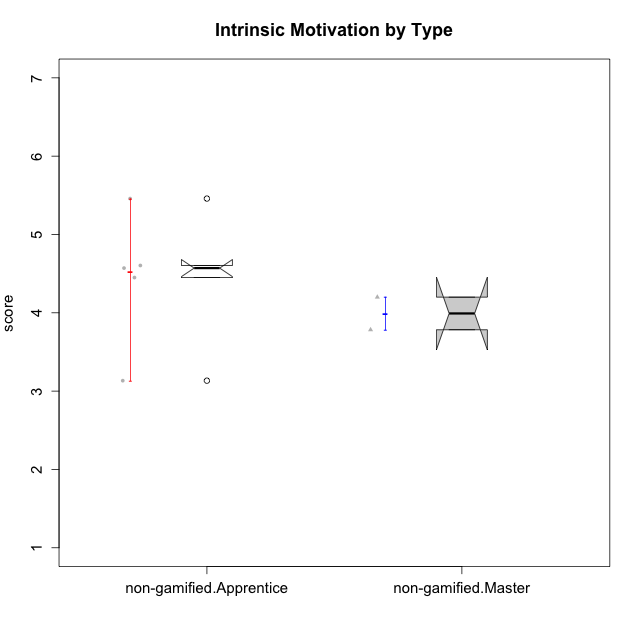 Intrinsic Motivation by Type
score
7
6
5
4
3
2
1
non-gamified.Apprentice
non-gamified.Master